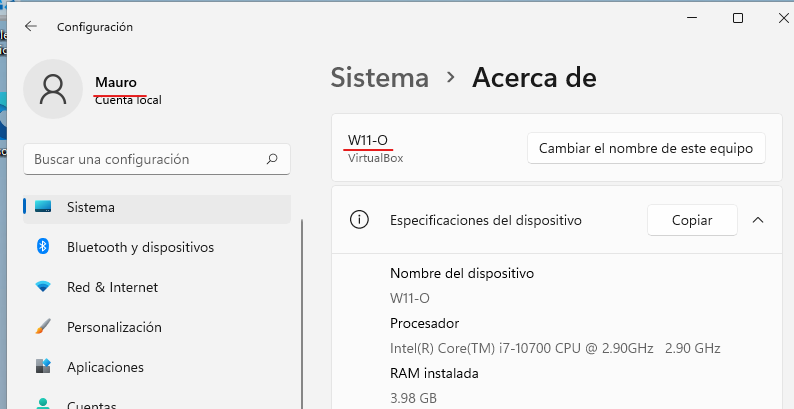 Configuración
Mauro
Cuenta local
Buscar una configuración
Sistema
Bluetooth y dispositivos
Red & Internet
Personalización
Aplicaciones
Cuentas
Sistema > Acerca de
W11-O
VirtualBox
Cambiar el nombre de este equipo
Especificaciones del dispositivo
Copiar
Nombre del dispositivo
W11-O
Procesador
Intel(R) Core(TM) i7-10700 CPU @ 2.90GHz 2.90 GHz
RAM instalada
3.98 GB